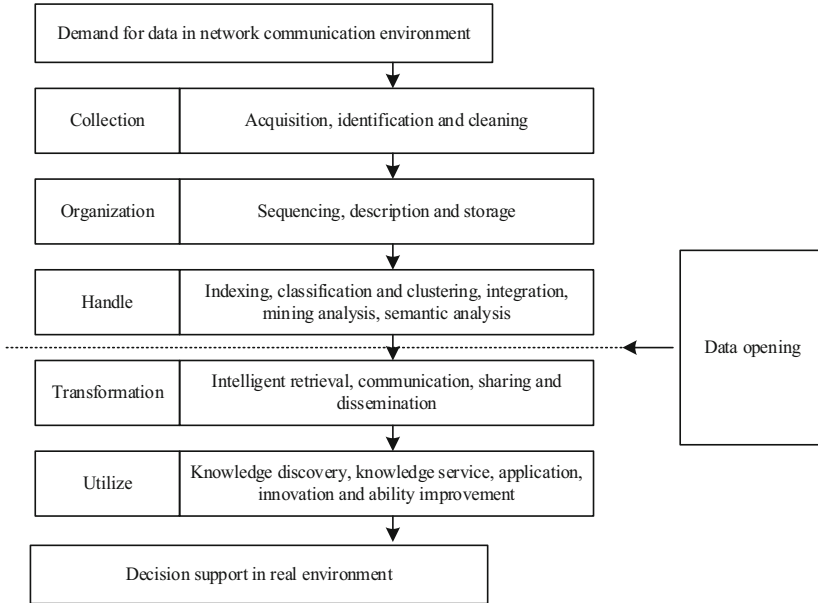 Demand for data in network communication environment
Collection
Acquisition, identification and cleaning
Organization
Sequencing, description and storage
Handle
Indexing, classification and clustering, integration,
mining analysis, semantic analysis
Data opening
Transformation
Intelligent retrieval, communication, sharing and
dissemination
Utilize
Knowledge discovery, knowledge service, application,
innovation and ability improvement
Decision support in real environment